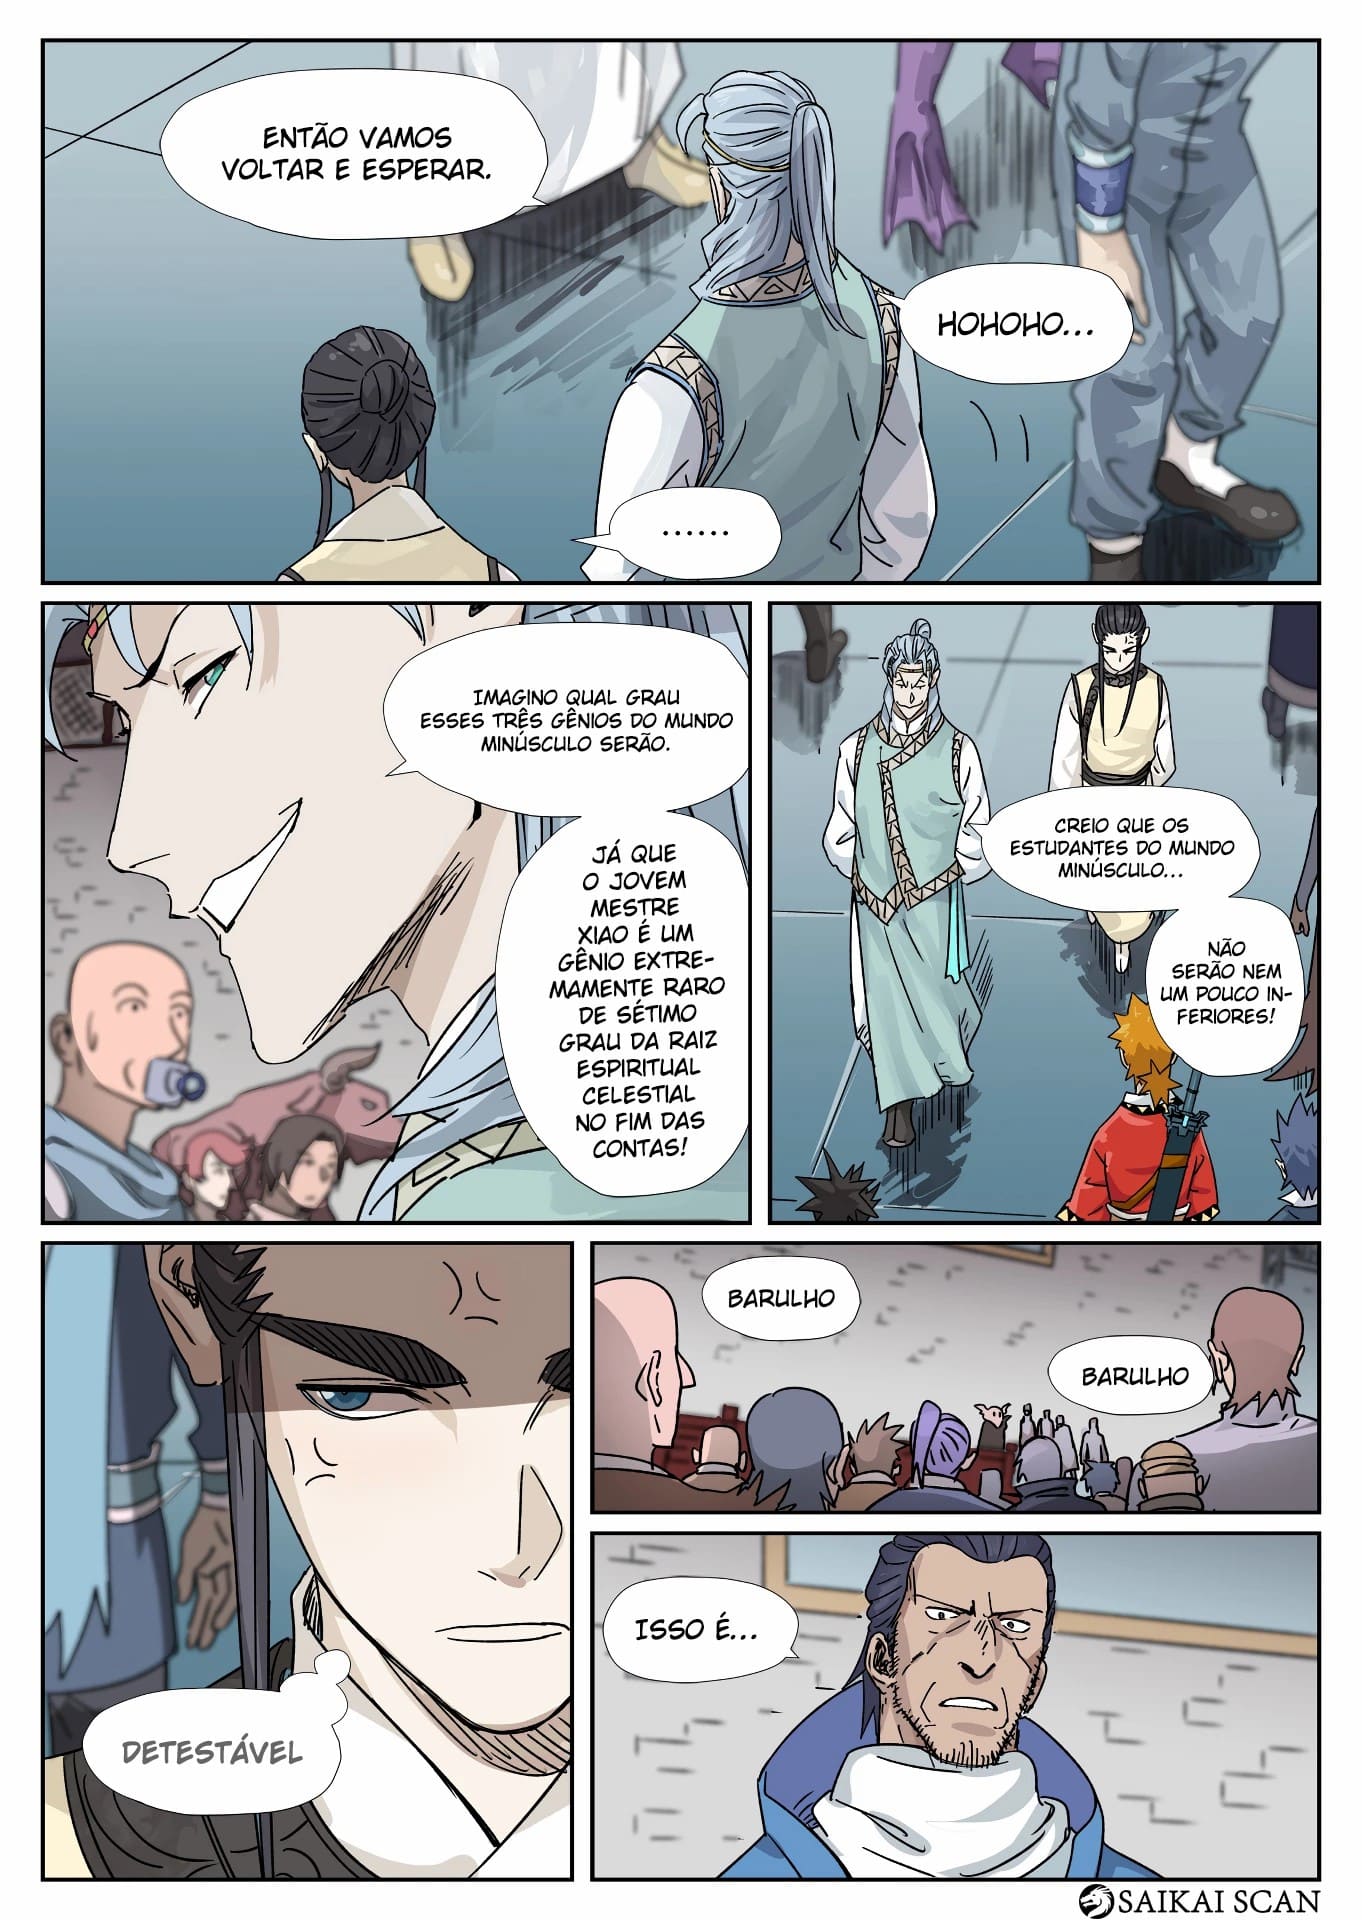 ENTÃO VAMOS
VOLTAR E ESPERAR.
HOHOHO...
......
IMAGINO QUAL GRAU
ESSES TRÊS GÊNIOS DO MUNDO
MINÚSCULO SERÃO.
JÁ QUE
O JOVEM
MESTRE
XIAO É UM
GÊNIO EXTRE-
MAMENTE RARO
DE SÉTIMO
GRAU DA RAIZ
ESPIRITUAL
CELESTIAL
NO FIM DAS
CONTAS!
CREIO QUE OS
ESTUDANTES DO MUNDO
MINÚSCULO...
NÃO
SERÃO NEM
UM POUCO IN-
FERIORES!
DETESTÁVEL
BARULHO
BARULHO
ISSO É...
SAIKAI SCAN